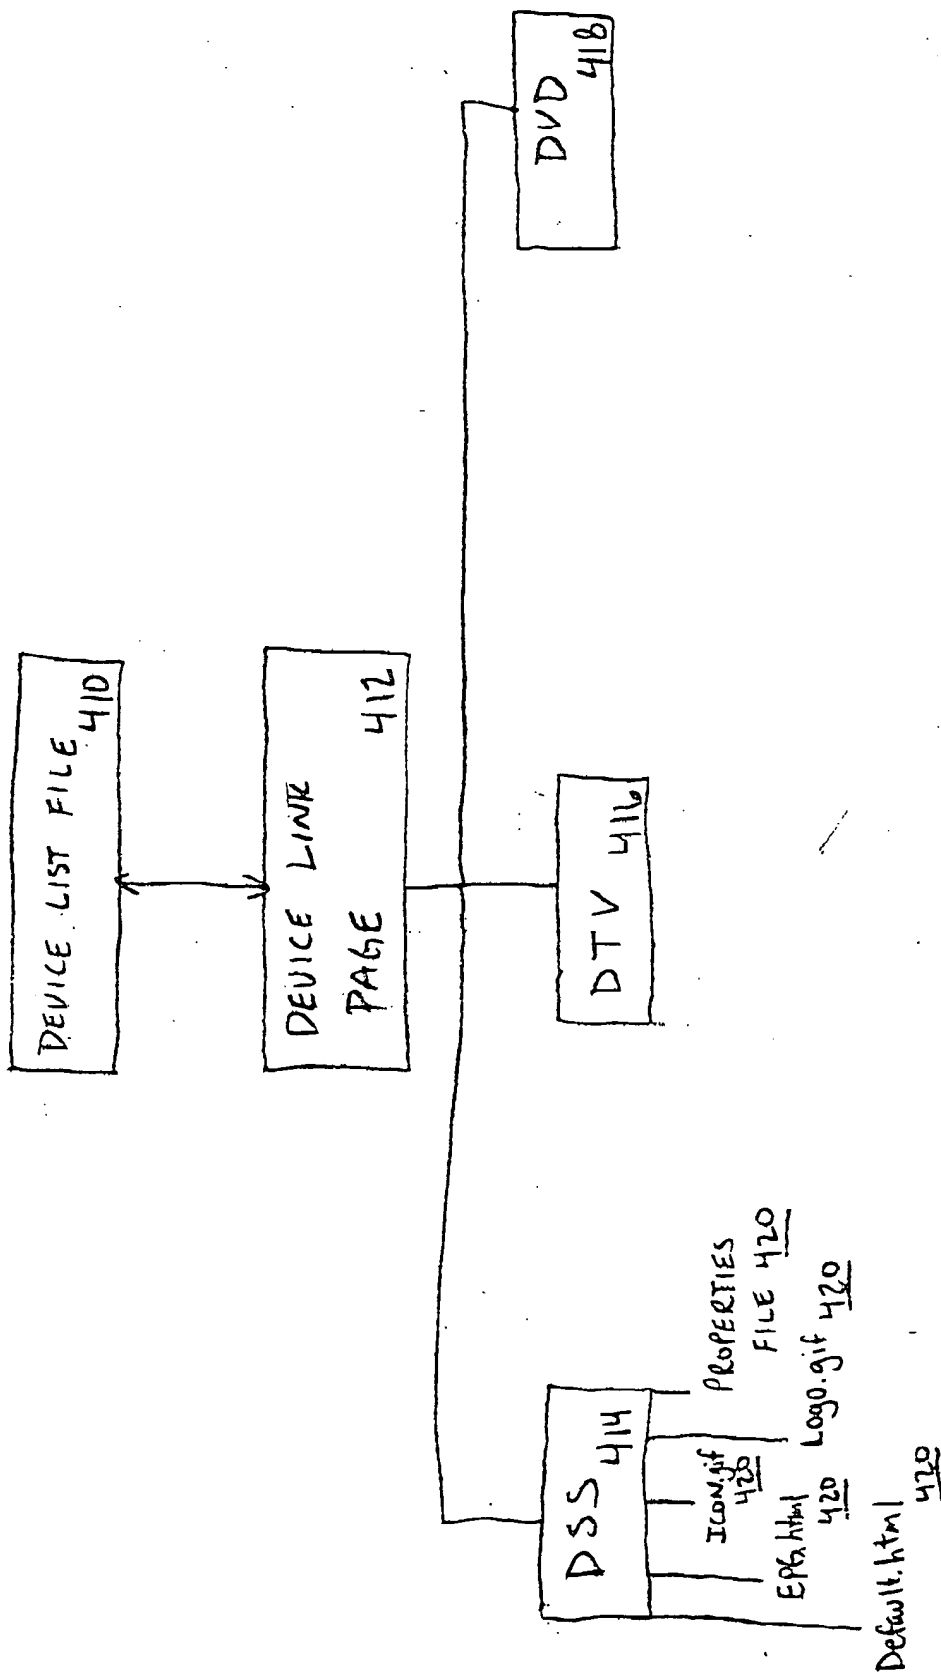 DEVICE LIST FILE
410
DEVICE LINK
PAGE 412
DSS
414
DTV 416
DVD
418
Default.html
420
EPG.html
420
ICON.gif
420
Logo.gif 420
PROPERTIES
FILE 420